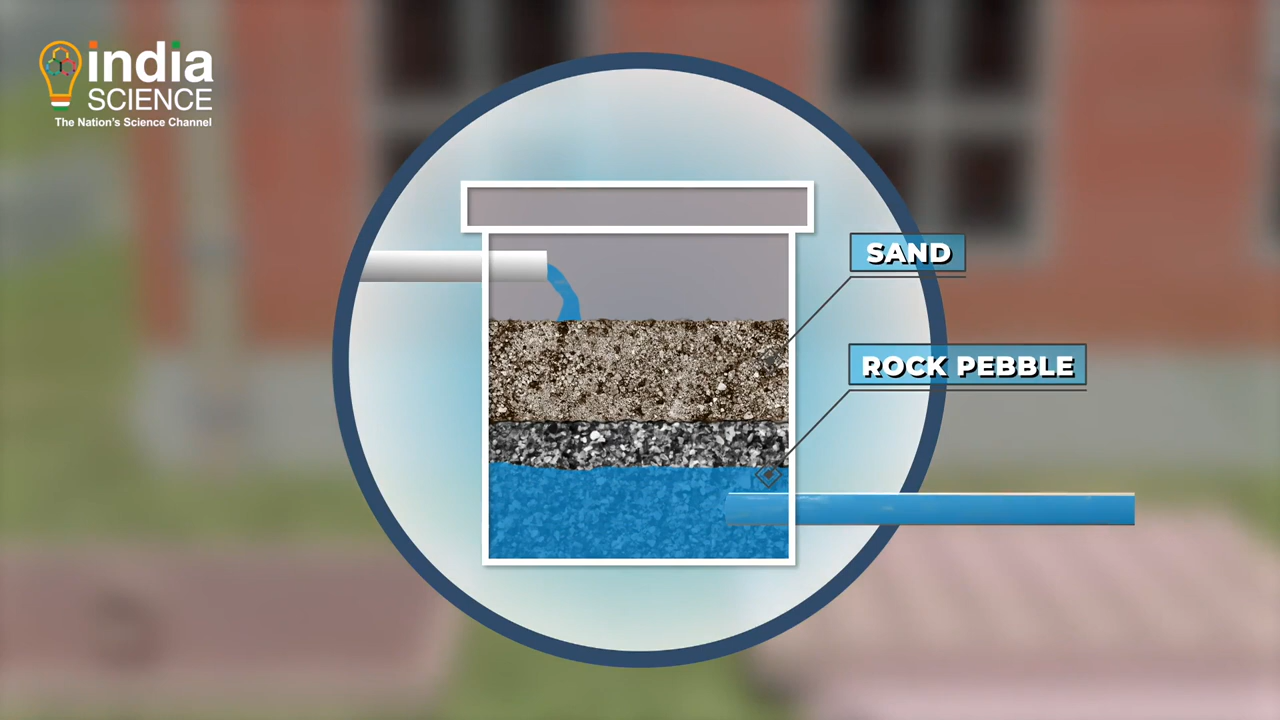 india
SCIENCE
The Nation's Science Channel
SAND
ROCK PEBBLE